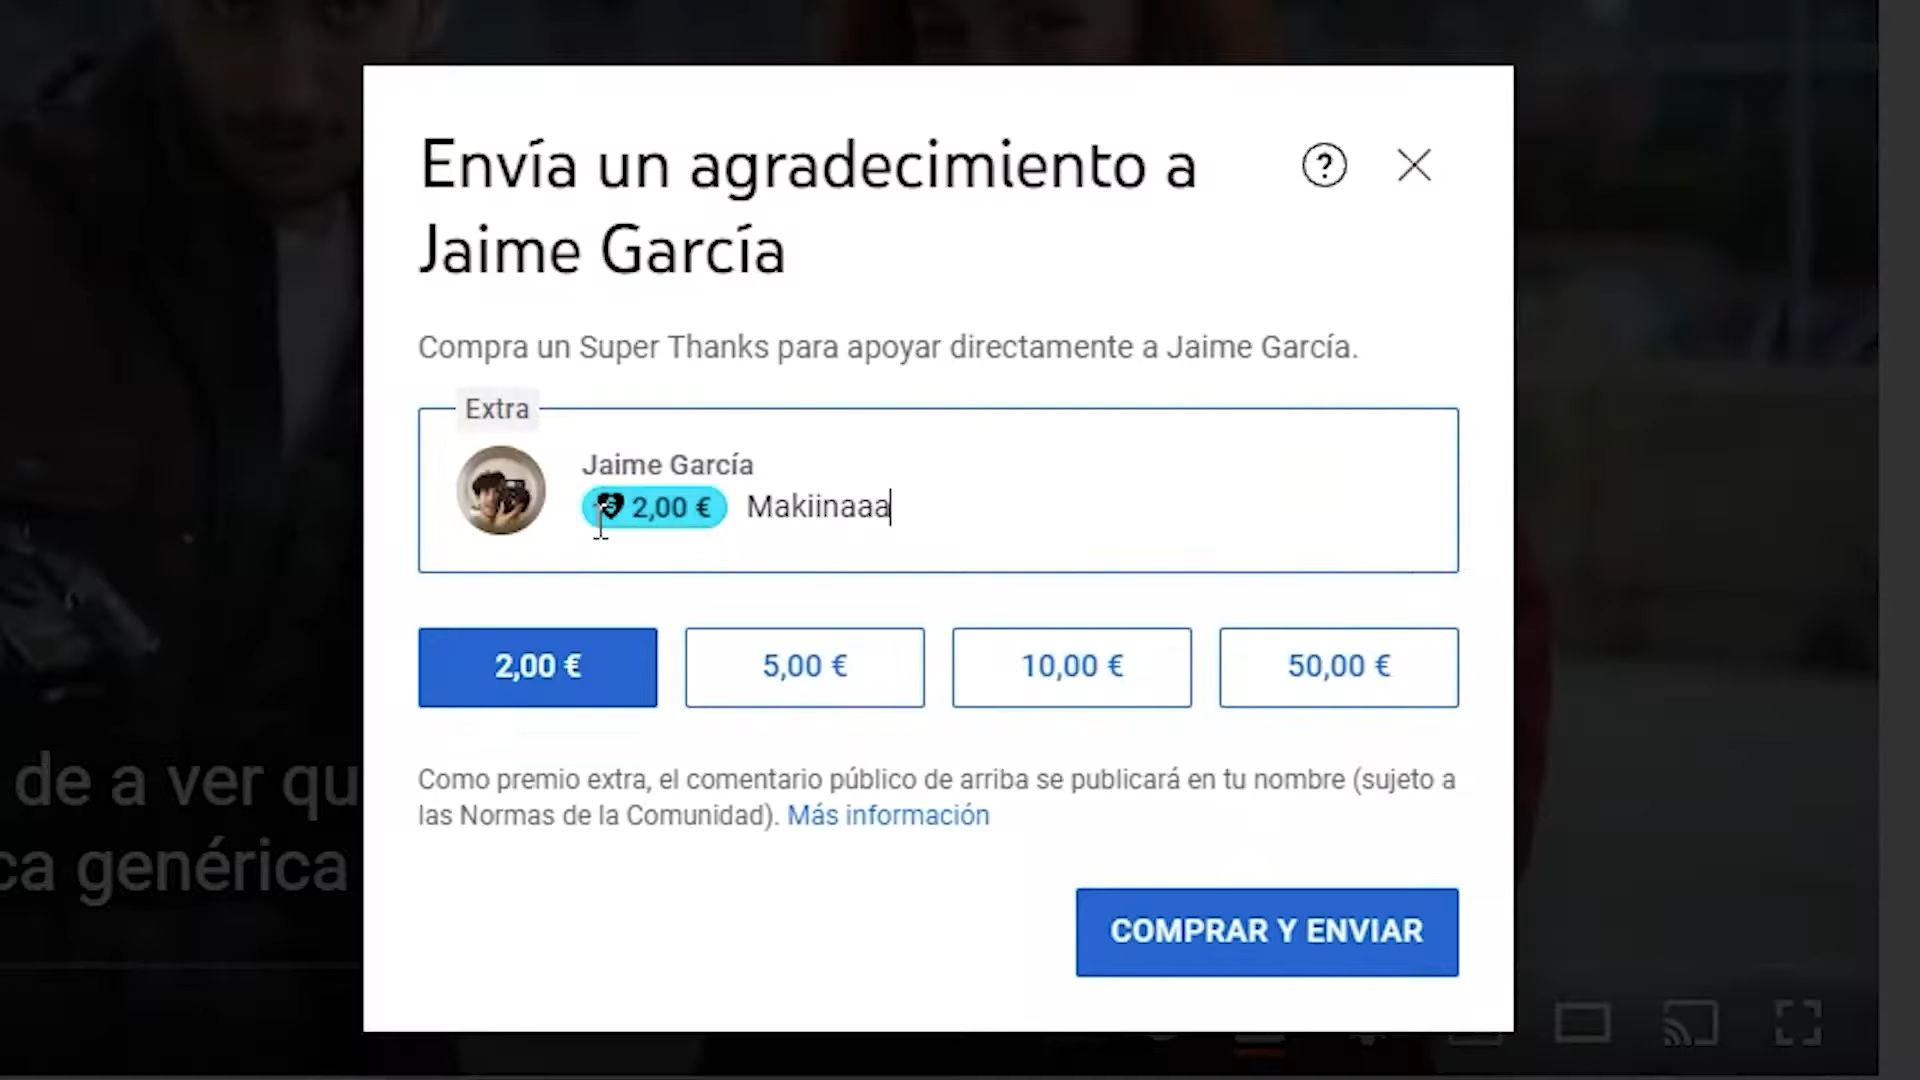 Envía un agradecimiento a
Jaime García
Compra un Super Thanks para apoyar directamente a Jaime García.
Extra
Jaime García
2,00 € Makiinaaa
2,00 €
5,00 €
10,00 €
50,00 €
Como premio extra, el comentario público de arriba se publicará en tu nombre (sujeto a
las Normas de la Comunidad). Más información
de a ver qu
ca genérica
COMPRAR Y ENVIAR